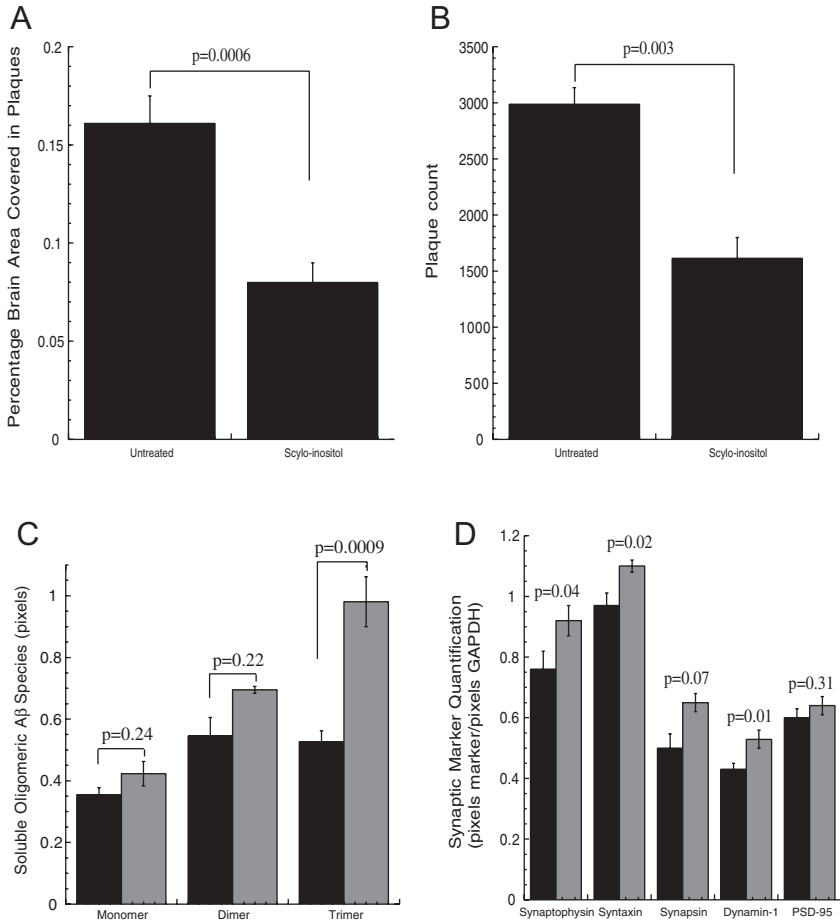 A
Percentage Brain Area Covered in Plaques
0.2
0.15
0.1
0.05
0
p=0.0006
Untreated
Scylo-inositol
B
Plaque count
3500
3000
2500
2000
1500
1000
500
0
p=0.003
Untreated
Scylo-inositol
C
Soluble Oligomeric Aβ Species (pixels)
1
0.8
0.6
0.4
0.2
0
p=0.24
p=0.22
p=0.0009
Monomer
Dimer
Trimer
D
Synaptic Marker Quantification
(pixels marker/pixels GAPDH)
1.2
1
0.8
0.6
0.4
0.2
0
p=0.04
p=0.02
p=0.07
p=0.01
p=0.31
Synaptophysin
Syntaxin
Synapsin
Dynamin-1
PSD-95